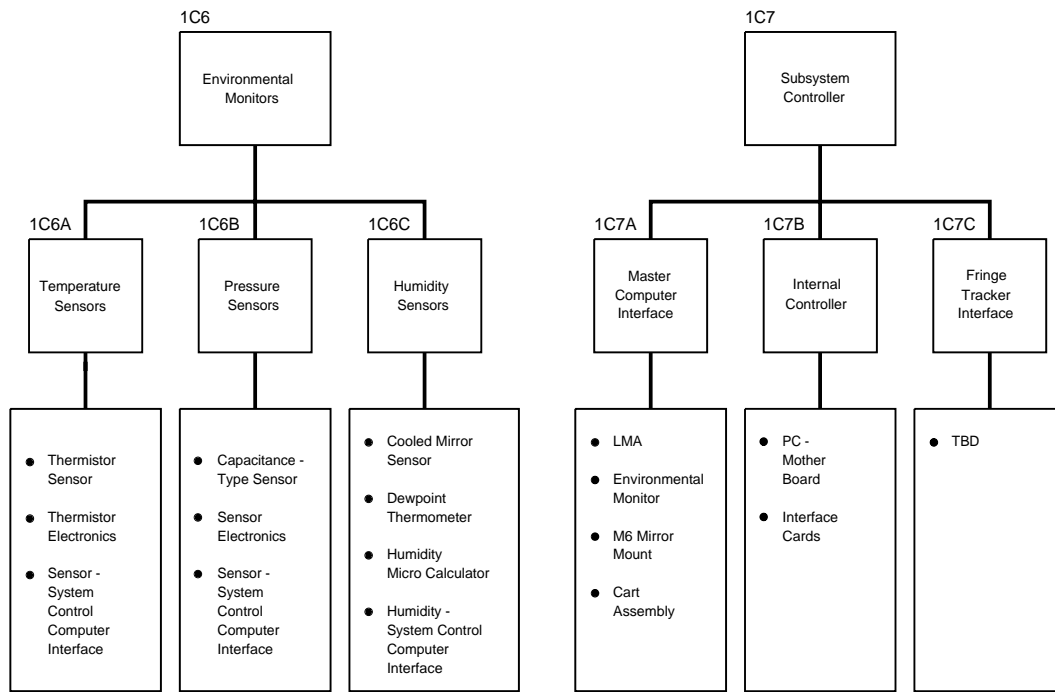 1C6
Environmental
Monitors
1C6A
Temperature
Sensors
● Thermistor
Sensor
● Thermistor
Electronics
● Sensor -
System
Control
Computer
Interface
1C6B
Pressure
Sensors
● Capacitance -
Type Sensor
● Sensor
Electronics
● Sensor -
System
Control
Computer
Interface
1C6C
Humidity
Sensors
● Cooled Mirror
Sensor
● Dewpoint
Thermometer
● Humidity
Micro Calculator
● Humidity -
System Control
Computer
Interface
1C7
Subsystem
Controller
1C7A
Master
Computer
Interface
● LMA
● Environmental
Monitor
● M6 Mirror
Mount
● Cart
Assembly
1C7B
Internal
Controller
● PC -
Mother
Board
● Interface
Cards
1C7C
Fringe
Tracker
Interface
● TBD